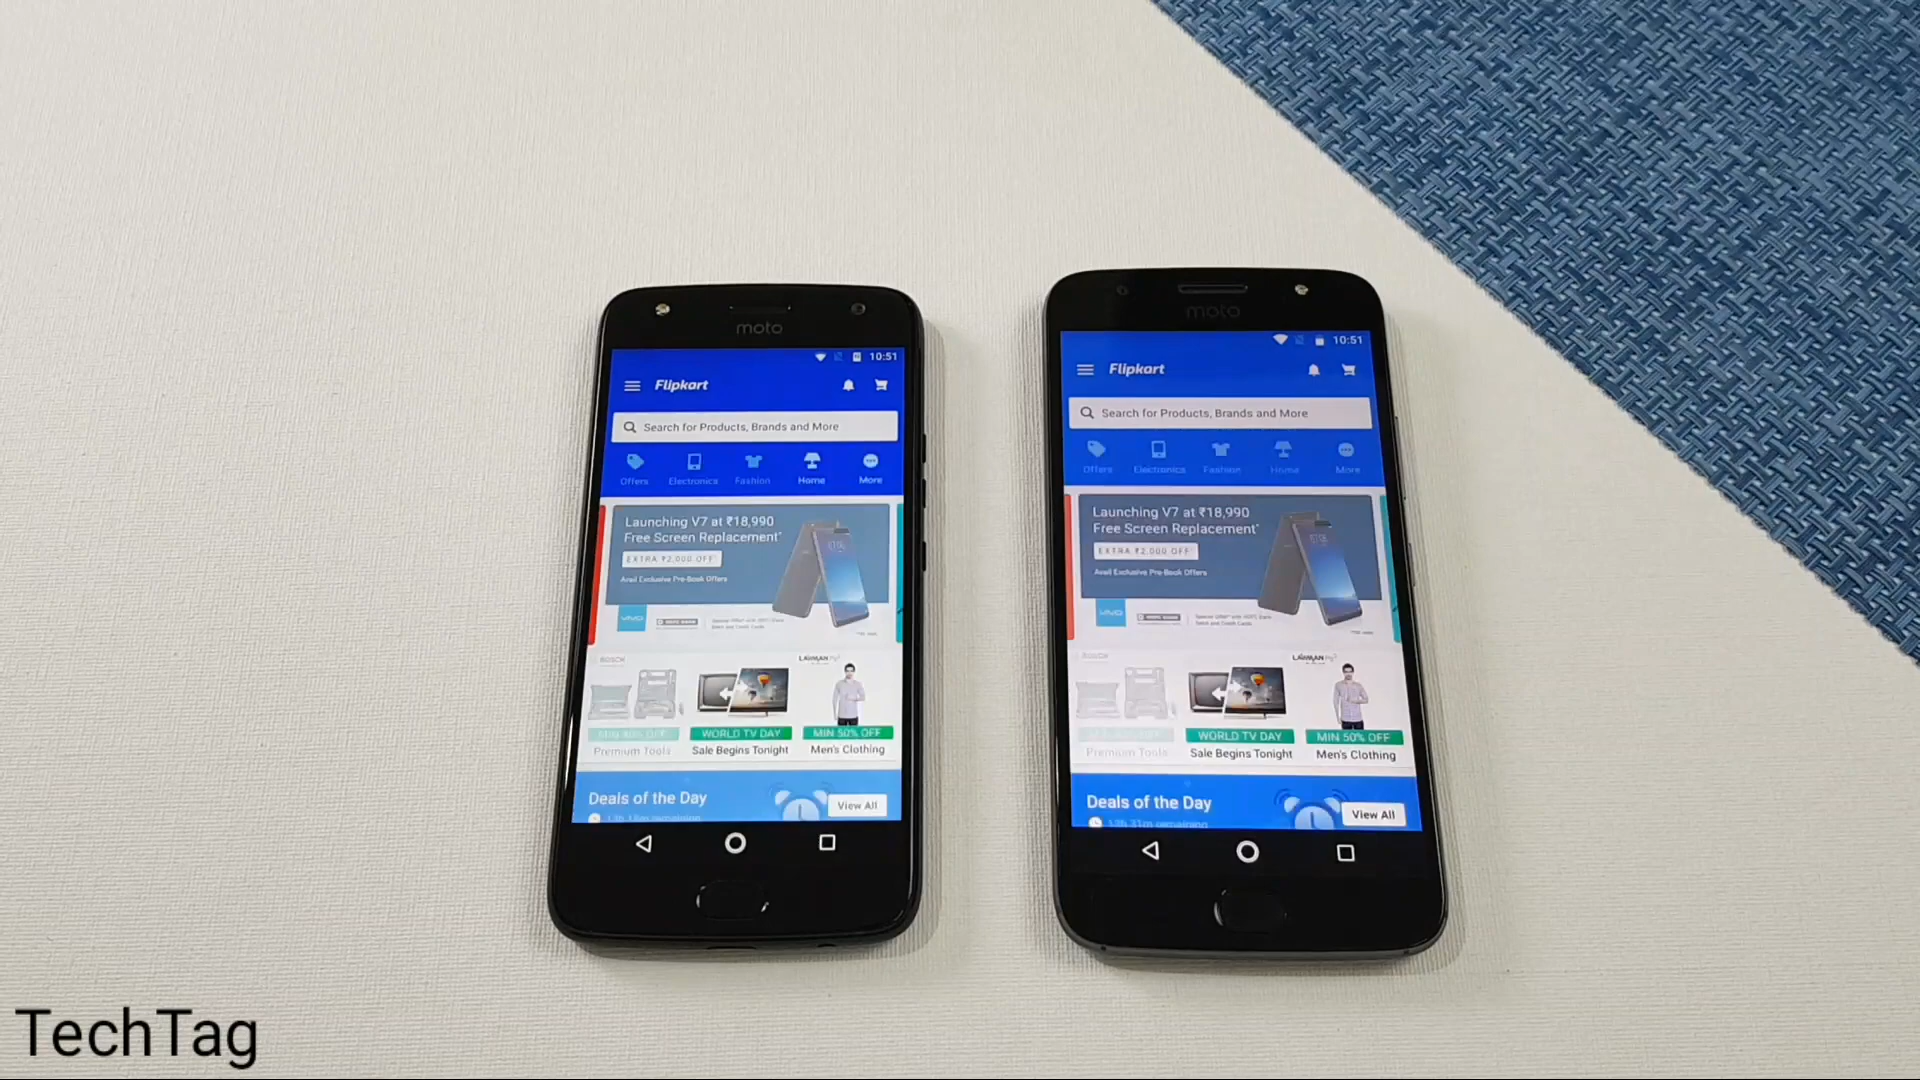 moto
10:51
Flipkart
Search for Products, Brands and More
Offers Electronics Fashion Home More
Launching V7 at ₹18,990
Free Screen Replacement*
EXTRA ₹2,000 OFF
Avail Exclusive Pre-Book Offers
vivo
BOSCH
WORLD TV DAY MIN 50% OFF
Premium Tools Sale Begins Tonight Men's Clothing
Deals of the Day
View All
moto
10:51
Flipkart
Search for Products, Brands and More
Offers Electronics Fashion Home More
Launching V7 at ₹18,990
Free Screen Replacement*
EXTRA ₹2,000 OFF
Avail Exclusive Pre-Book Offers
vivo
BOSCH
WORLD TV DAY MIN 50% OFF
Premium Tools Sale Begins Tonight Men's Clothing
Deals of the Day
View All
TechTag